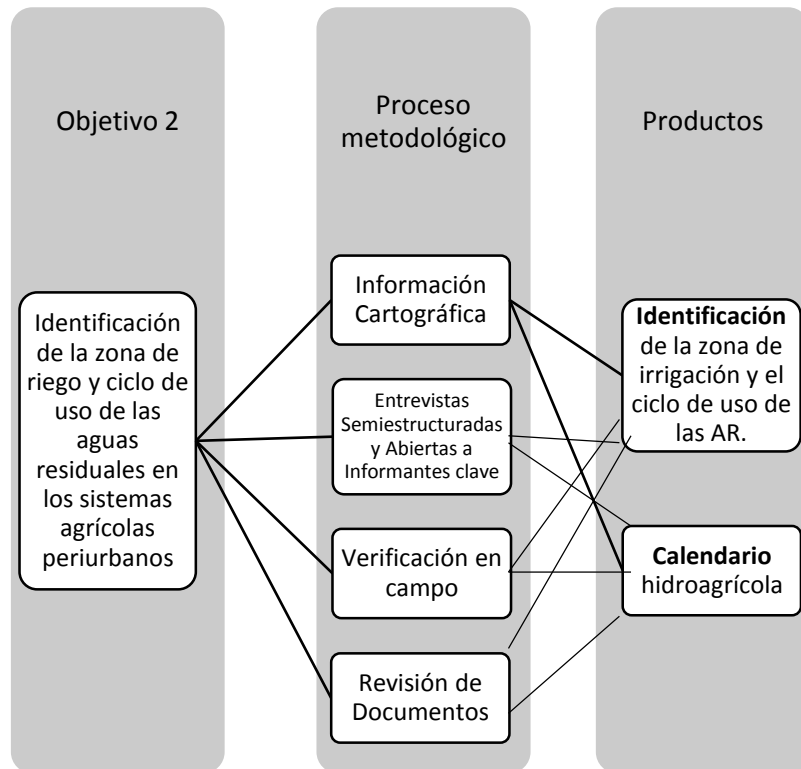 Objetivo 2
Identificación
de la zona de
riego y ciclo de
uso de las
aguas
residuales en
los sistemas
agrícolas
periurbanos
Proceso
metodológico
Información
Cartográfica
Entrevistas
Semiestructuradas
y Abiertas a
Informantes clave
Verificación en
campo
Revisión de
Documentos
Productos
Identificación
de la zona de
irrigación y el
ciclo de uso de
las AR.
Calendario
hidroagrícola